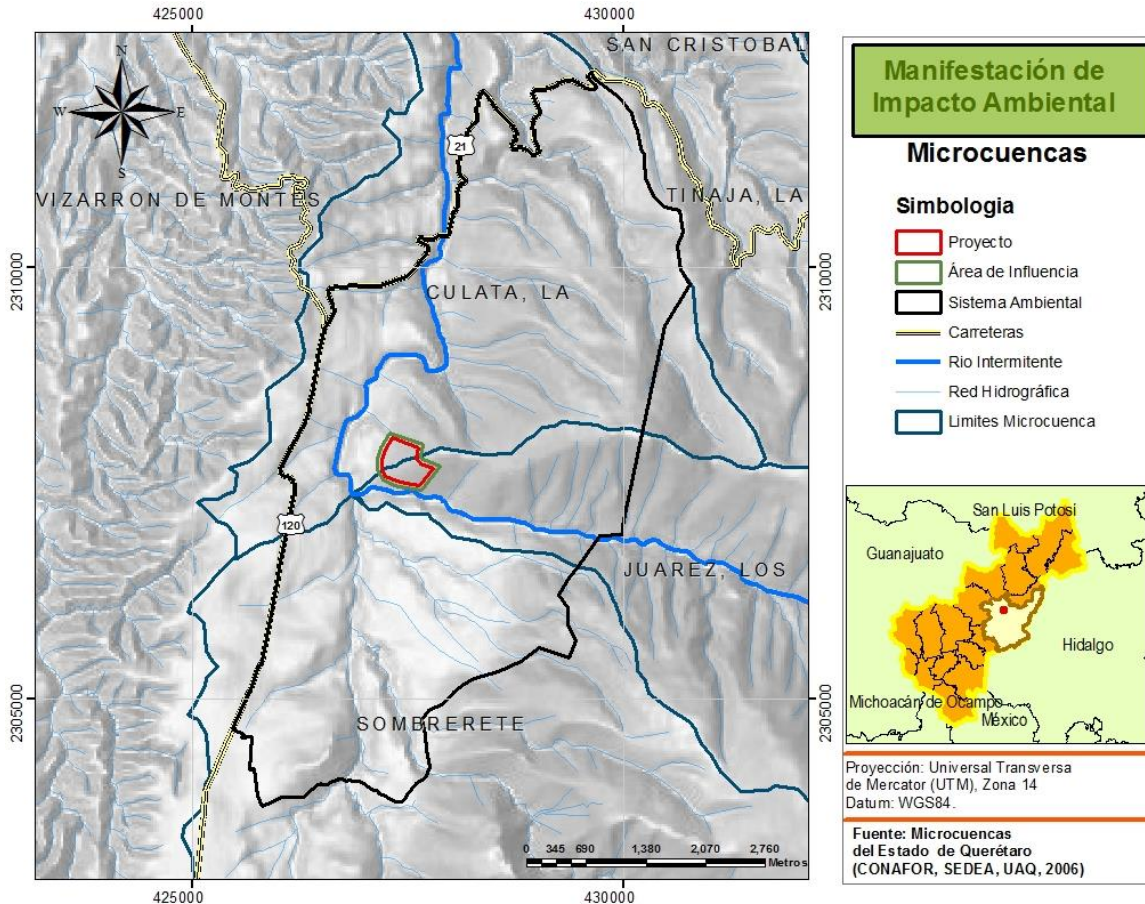 425000
430000
N
W
E
S
SAN CRISTOBAL
21
TINAJA, LA
VIZARRON DE MONTES
2310000
2310000
CULATA, LA
120
JUAREZ, LOS
2305000
2305000
SOMBRERETE
0 345 690 1,380 2,070 2,760
Metros
425000
430000
Manifestación de
Impacto Ambiental
Microcuencas
Simbologia
Proyecto
Área de Influencia
Sistema Ambiental
Carreteras
Rio Intermitente
Red Hidrográfica
Limites Microcuenca
San Luis Potosi
Guanajuato
Hidalgo
Michoacán de Ocampo
México
Proyección: Universal Transversa
de Mercator (UTM), Zona 14
Datum: WGS84.
Fuente: Microcuencas
del Estado de Querétaro
(CONAFOR, SEDEA, UAQ, 2006)